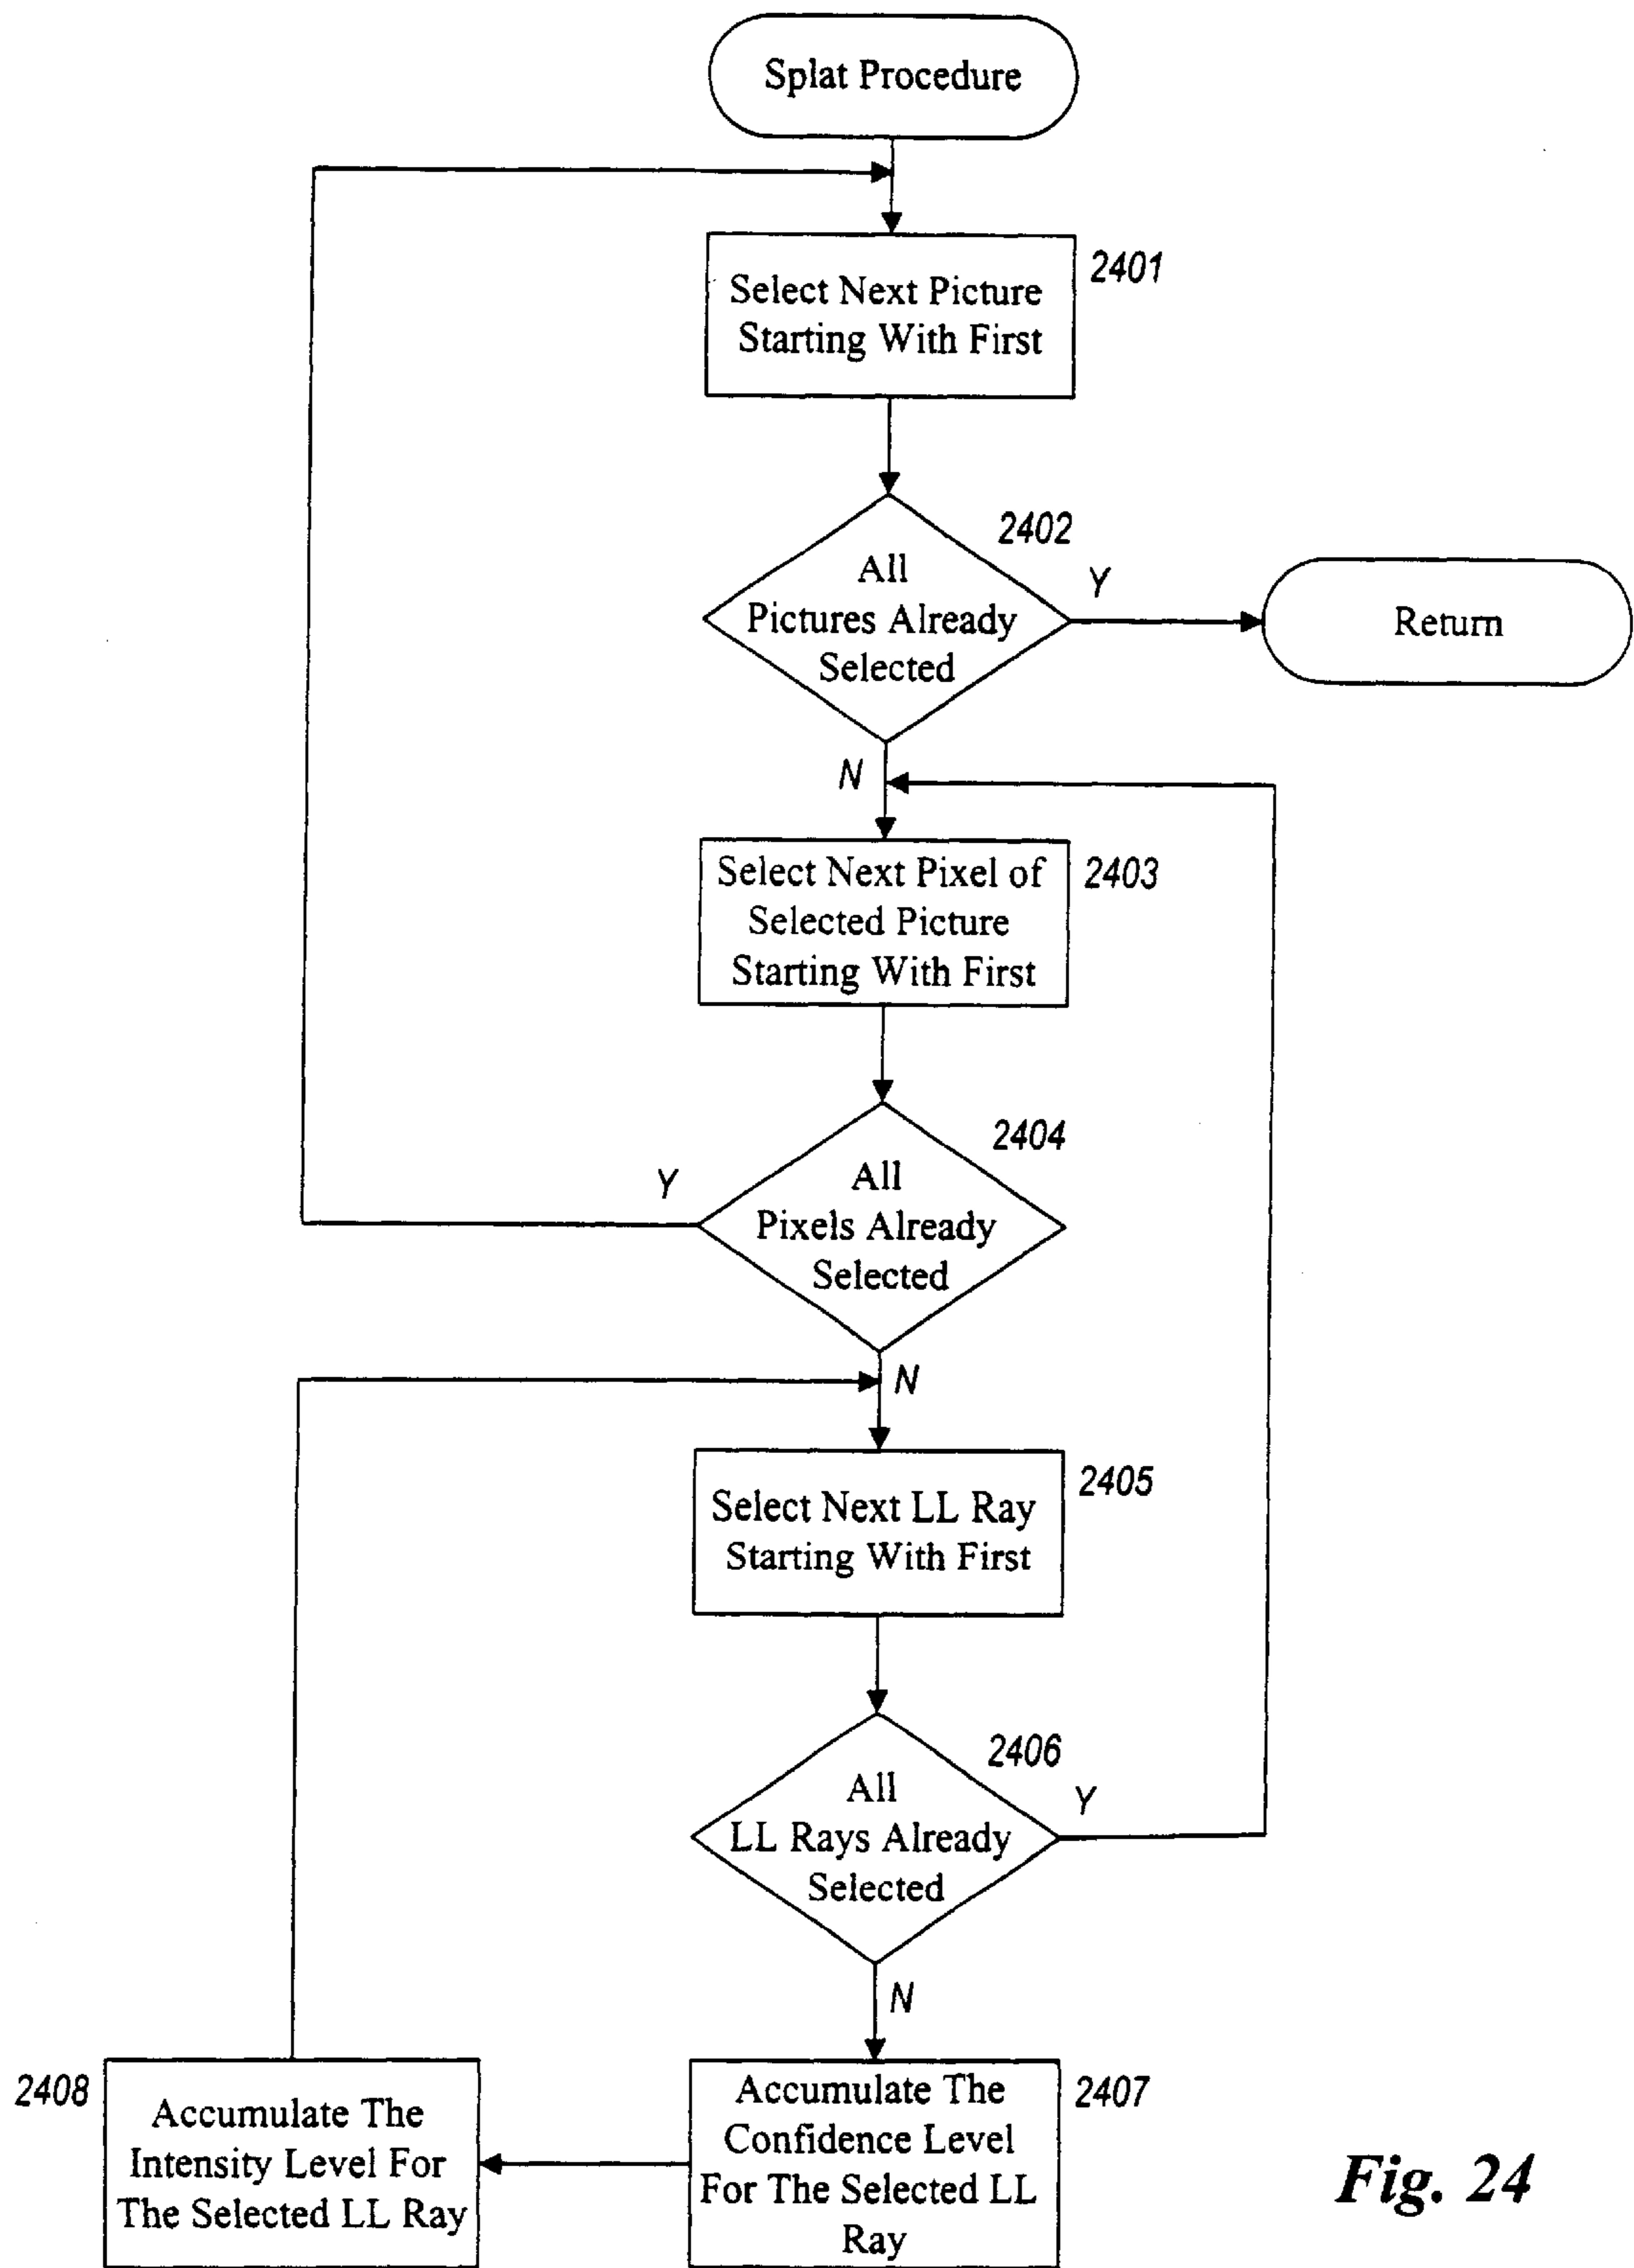 Splat Procedure
2401
Select Next Picture
Starting With First
2402
All
Pictures Already
Selected
Y
Return
N
2403
Select Next Pixel of
Selected Picture
Starting With First
2404
All
Pixels Already
Selected
Y
N
2405
Select Next LL Ray
Starting With First
2406
All
LL Rays Already
Selected
Y
N
2407
Accumulate The
Confidence Level
For The Selected LL
Ray
2408
Accumulate The
Intensity Level For
The Selected LL Ray
Fig. 24